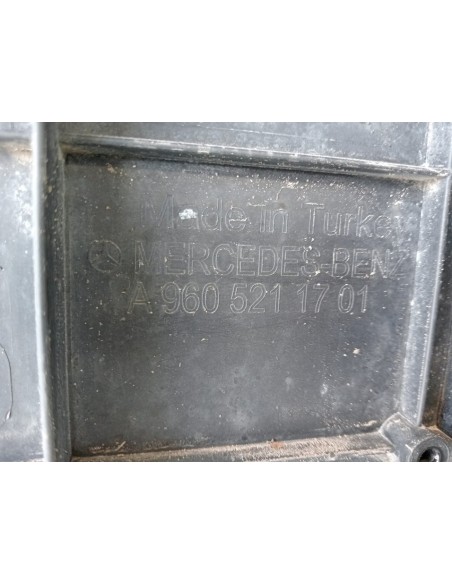 Made In Turkey
MERCEDES-BENZ
A 960 521 17 01